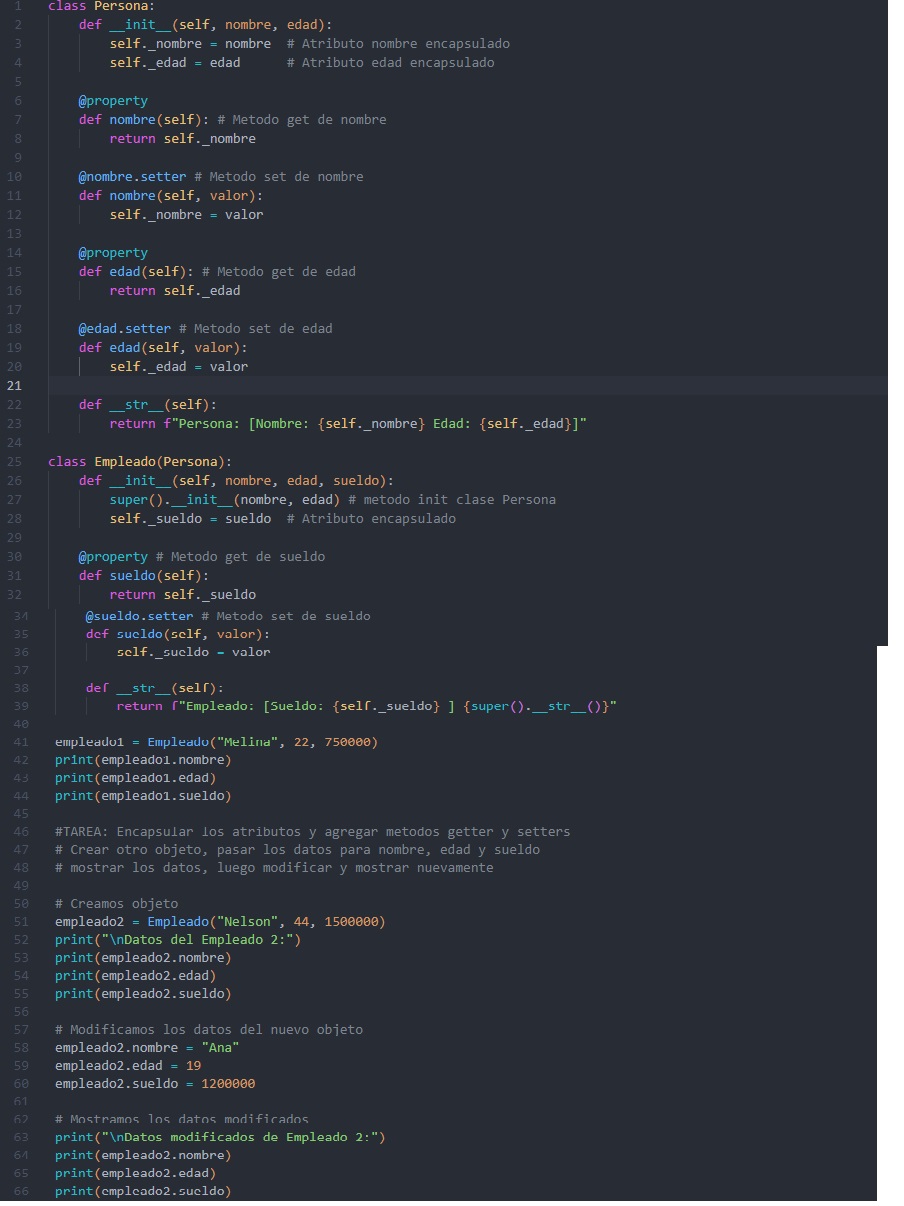 1 class Persona:
2 def __init__(self, nombre, edad):
3 self._nombre = nombre # Atributo nombre encapsulado
4 self._edad = edad # Atributo edad encapsulado
5
6 @property
7 def nombre(self): # Metodo get de nombre
8 return self._nombre
9
10 @nombre.setter # Metodo set de nombre
11 def nombre(self, valor):
12 self._nombre = valor
13
14 @property
15 def edad(self): # Metodo get de edad
16 return self._edad
17
18 @edad.setter # Metodo set de edad
19 def edad(self, valor):
20 self._edad = valor
21
22 def __str__(self):
23 return f"Persona: [Nombre: {self._nombre} Edad: {self._edad}]"
24
25 class Empleado(Persona):
26 def __init__(self, nombre, edad, sueldo):
27 super().__init__(nombre, edad) # metodo init clase Persona
28 self._sueldo = sueldo # Atributo encapsulado
29
30 @property # Metodo get de sueldo
31 def sueldo(self):
32 return self._sueldo
34 @sueldo.setter # Metodo set de sueldo
35 def sueldo(self, valor):
36 self._sueldo = valor
37
38 def __str__(self):
39 return f"Empleado: [Sueldo: {self._sueldo} ] {super().__str__()}"
40
41 empleado1 = Empleado("Melina", 22, 750000)
42 print(empleado1.nombre)
43 print(empleado1.edad)
44 print(empleado1.sueldo)
45
46 #TAREA: Encapsular los atributos y agregar metodos getter y setters
47 # Crear otro objeto, pasar los datos para nombre, edad y sueldo
48 # mostrar los datos, luego modificar y mostrar nuevamente
49
50 # Creamos objeto
51 empleado2 = Empleado("Nelson", 44, 1500000)
52 print("\nDatos del Empleado 2:")
53 print(empleado2.nombre)
54 print(empleado2.edad)
55 print(empleado2.sueldo)
56
57 # Modificamos los datos del nuevo objeto
58 empleado2.nombre = "Ana"
59 empleado2.edad = 19
60 empleado2.sueldo = 1200000
61
62 # Mostramos los datos modificados
63 print("\nDatos modificados de Empleado 2:")
64 print(empleado2.nombre)
65 print(empleado2.edad)
66 print(empleado2.sueldo)